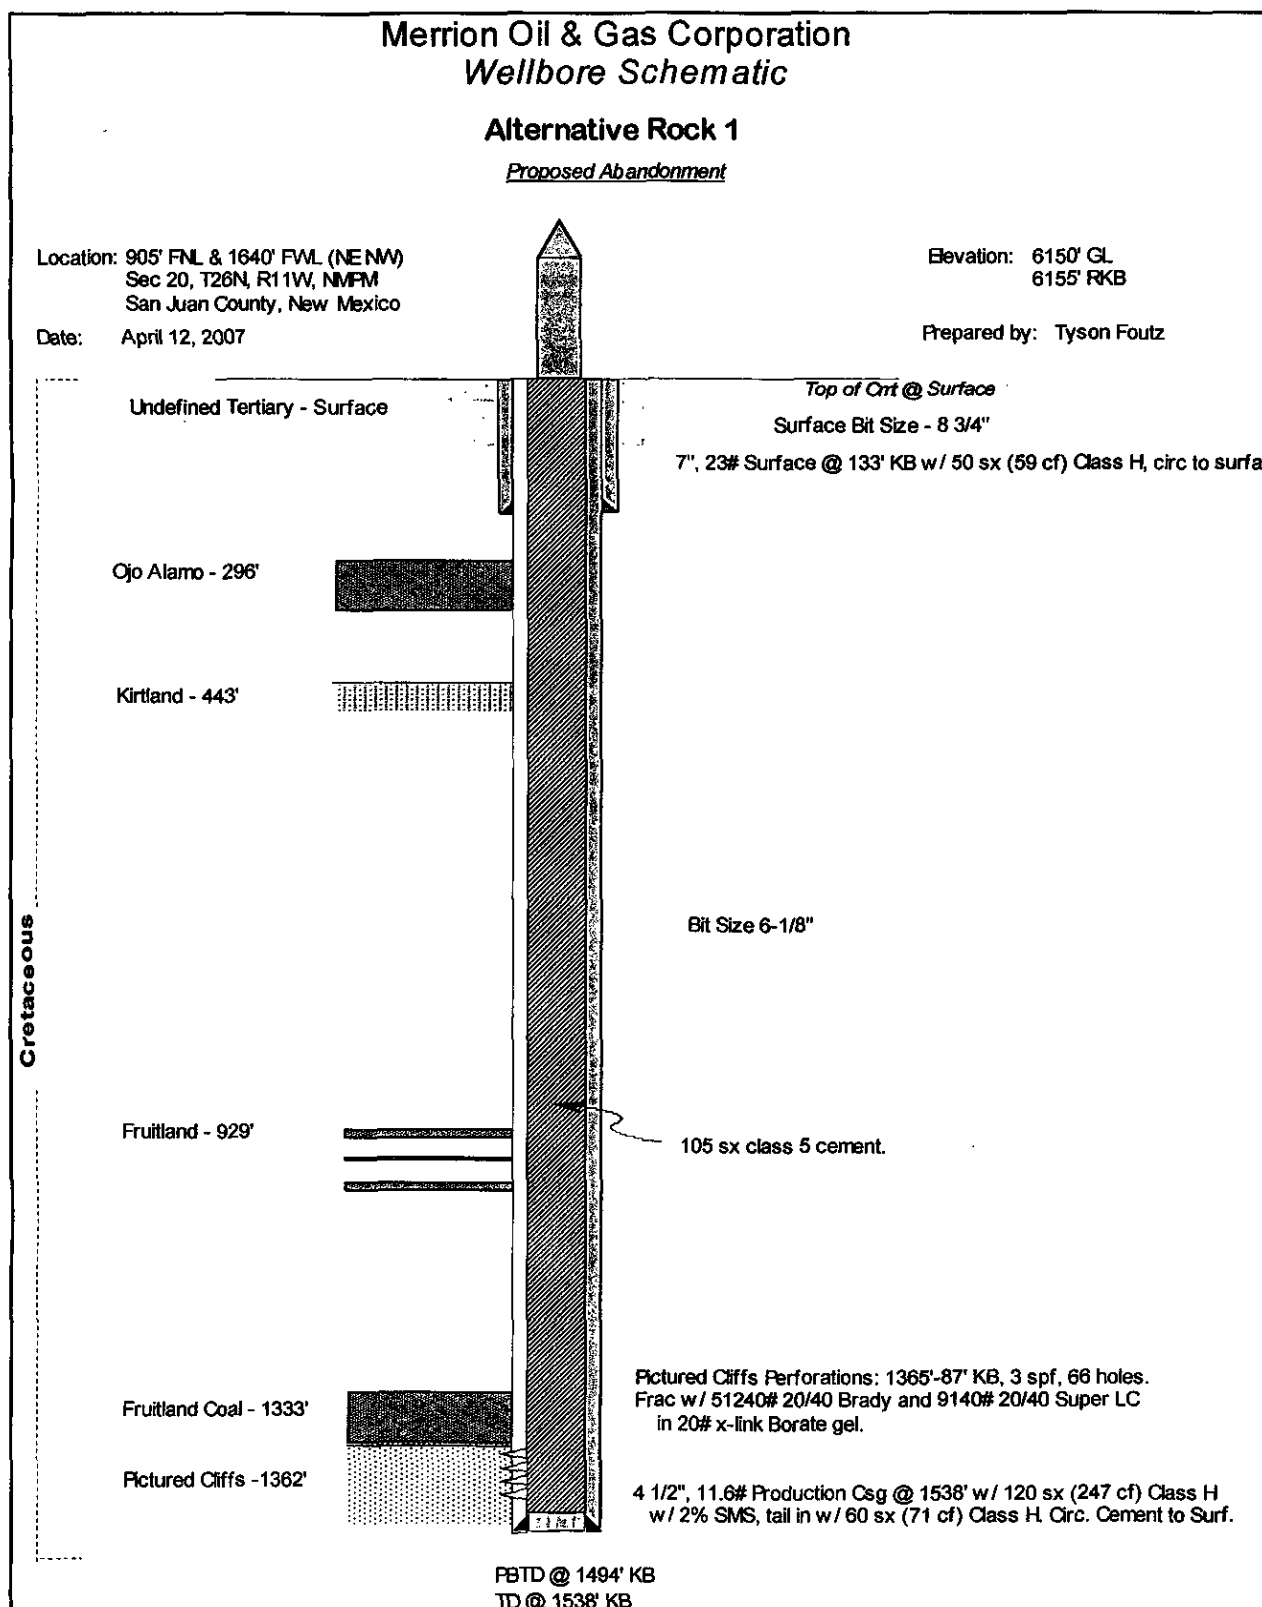 Merrion Oil & Gas Corporation
Wellbore Schematic
Alternative Rock 1
Proposed Abandonment
Location: 905' FNL & 1640' FWL (NE NW)
Sec 20, T26N, R11W, NMPM
San Juan County, New Mexico
Date: April 12, 2007
Elevation: 6150' GL
6155' RKB
Prepared by: Tyson Foutz
Undefined Tertiary - Surface
Top of Cmt @ Surface
Surface Bit Size - 8 3/4"
7", 23# Surface @ 133' KB w/ 50 sx (59 cf) Class H, circ to surfa
Ojo Alamo - 296'
Kirtland - 443'
Bit Size 6-1/8"
Cretaceous
Fruitland - 929'
105 sx class 5 cement.
Pictured Cliffs Perforations: 1365'-87' KB, 3 spf, 66 holes.
Frac w/ 51240# 20/40 Brady and 9140# 20/40 Super LC
in 20# x-link Borate gel.
Fruitland Coal - 1333'
Pictured Cliffs -1362'
4 1/2", 11.6# Production Csg @ 1538' w/ 120 sx (247 cf) Class H
w/ 2% SMS, tail in w/ 60 sx (71 cf) Class H. Circ. Cement to Surf.
PBTD @ 1494' KB
TD @ 1538' KB